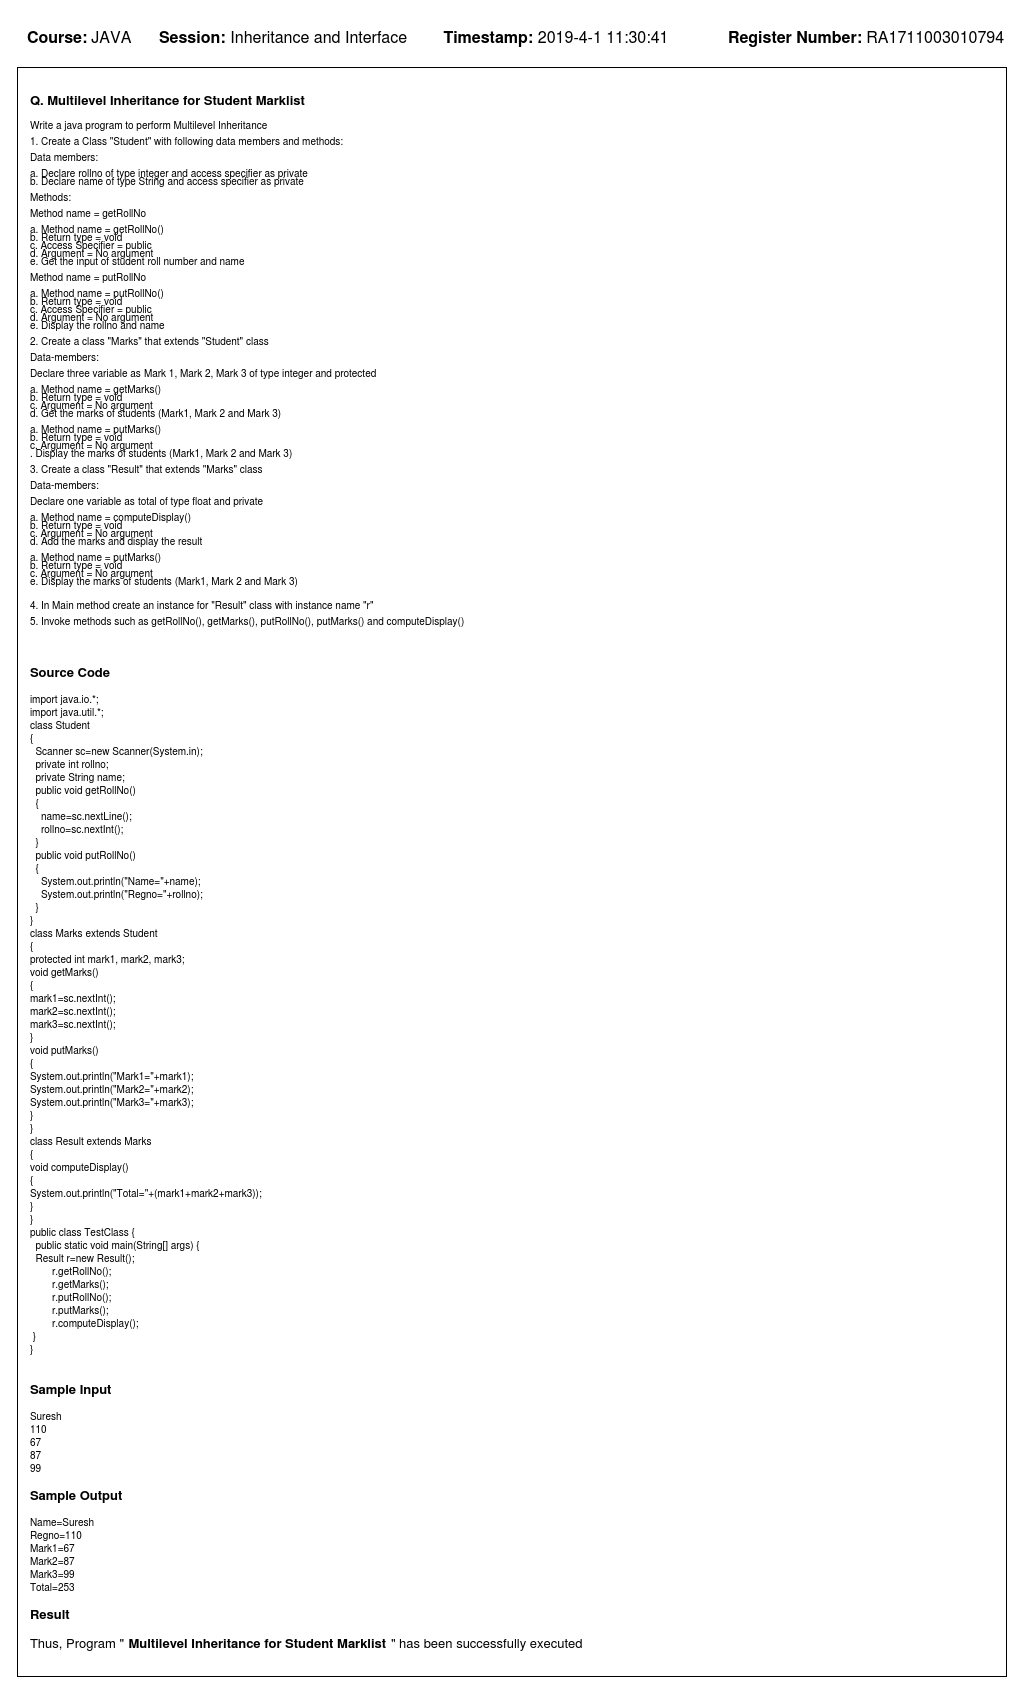 Course: JAVA Session: Inheritance and Interface Timestamp: 2019-4-1 11:30:41 Register Number: RA1711003010794
Q. Multilevel Inheritance for Student Marklist
Write a java program to perform Multilevel Inheritance
1. Create a Class "Student" with following data members and methods:
Data members:
a. Declare rollno of type integer and access specifier as private
b. Declare name of type String and access specifier as private
Methods:
Method name = getRollNo
a. Method name = getRollNo()
b. Return type = void
c. Access Specifier = public
d. Argument = No argument
e. Get the input of student roll number and name
Method name = putRollNo
a. Method name = putRollNo()
b. Return type = void
c. Access Specifier = public
d. Argument = No argument
e. Display the rollno and name
2. Create a class "Marks" that extends "Student" class
Data-members:
Declare three variable as Mark 1, Mark 2, Mark 3 of type integer and protected
a. Method name = getMarks()
b. Return type = void
c. Argument = No argument
d. Get the marks of students (Mark1, Mark 2 and Mark 3)
a. Method name = putMarks()
b. Return type = void
c. Argument = No argument
. Display the marks of students (Mark1, Mark 2 and Mark 3)
3. Create a class "Result" that extends "Marks" class
Data-members:
Declare one variable as total of type float and private
a. Method name = computeDisplay()
b. Return type = void
c. Argument = No argument
d. Add the marks and display the result
a. Method name = putMarks()
b. Return type = void
c. Argument = No argument
e. Display the marks of students (Mark1, Mark 2 and Mark 3)
4. In Main method create an instance for "Result" class with instance name "r"
5. Invoke methods such as getRollNo(), getMarks(), putRollNo(), putMarks() and computeDisplay()
Source Code
import java.io.*;
import java.util.*;
class Student
{
Scanner sc=new Scanner(System.in);
private int rollno;
private String name;
public void getRollNo()
{
name=sc.nextLine();
rollno=sc.nextInt();
}
public void putRollNo()
{
System.out.println("Name="+name);
System.out.println("Regno="+rollno);
}
}
class Marks extends Student
{
protected int mark1, mark2, mark3;
void getMarks()
{
mark1=sc.nextInt();
mark2=sc.nextInt();
mark3=sc.nextInt();
}
void putMarks()
{
System.out.println("Mark1="+mark1);
System.out.println("Mark2="+mark2);
System.out.println("Mark3="+mark3);
}
}
class Result extends Marks
{
void computeDisplay()
{
System.out.println("Total="+(mark1+mark2+mark3));
}
}
public class TestClass {
public static void main(String[] args) {
Result r=new Result();
r.getRollNo();
r.getMarks();
r.putRollNo();
r.putMarks();
r.computeDisplay();
}
}
Sample Input
Suresh
110
67
87
99
Sample Output
Name=Suresh
Regno=110
Mark1=67
Mark2=87
Mark3=99
Total=253
Result
Thus, Program " Multilevel Inheritance for Student Marklist " has been successfully executed